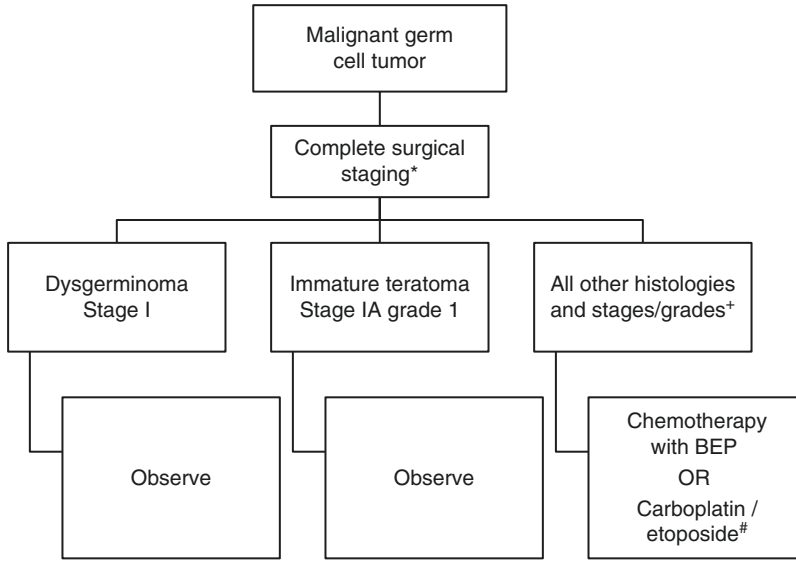 Malignant germ
cell tumor
Complete surgical
staging*
Dysgerminoma
Stage I
Immature teratoma
Stage IA grade 1
All other histologies
and stages/grades+
Observe
Observe
Chemotherapy
with BEP
OR
Carboplatin /
etoposide#